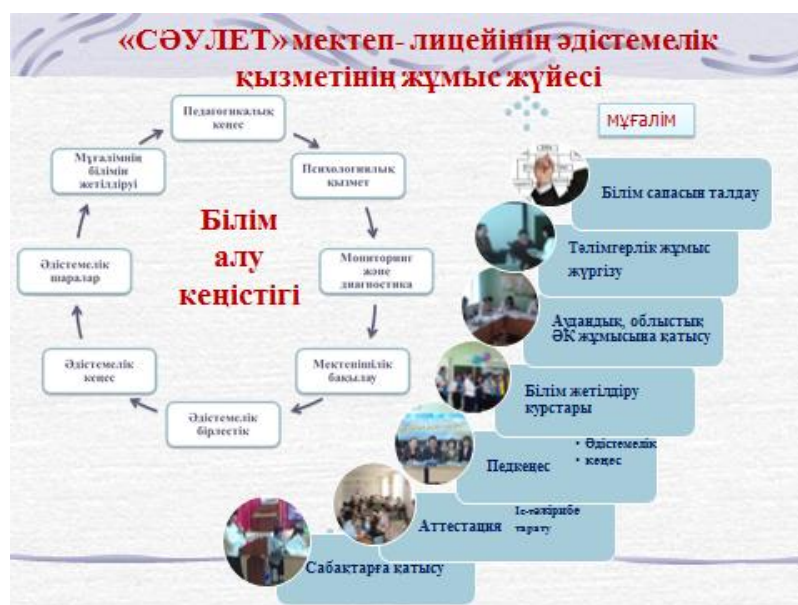 «СӘУЛЕТ» мектеп- лицейінің әдістемелік
қызметінің жұмыс жүйесі
Педагогикалық
кеңес
Психологиялық
қызмет
Мониторинг
және
диагностика
Мектепішілік
бақылау
Әдістемелік
бірлестік
Әдістемелік
кеңес
Әдістемелік
шаралар
Мұғалімнің
білімін
жетілдіруі
Білім
алу
кеңістігі
мұғалім
Білім сапасын талдау
Тәлімгерлік жұмыс
жүргізу
Аудандық, облыстық
ӘК жұмысына қатысу
Білім жетілдіру
курстары
Педкеңес
• Әдістемелік
• кеңес
Аттестация
Іс-тәжірибе
тарату
Сабақтарға қатысу